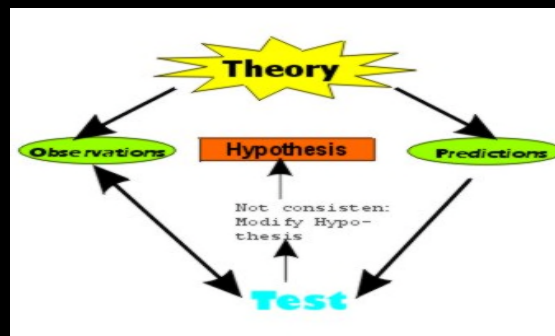 Theory
Observations
Hypothesis
Predictions
Not consisten:
Modify Hypo-
thesis
Test